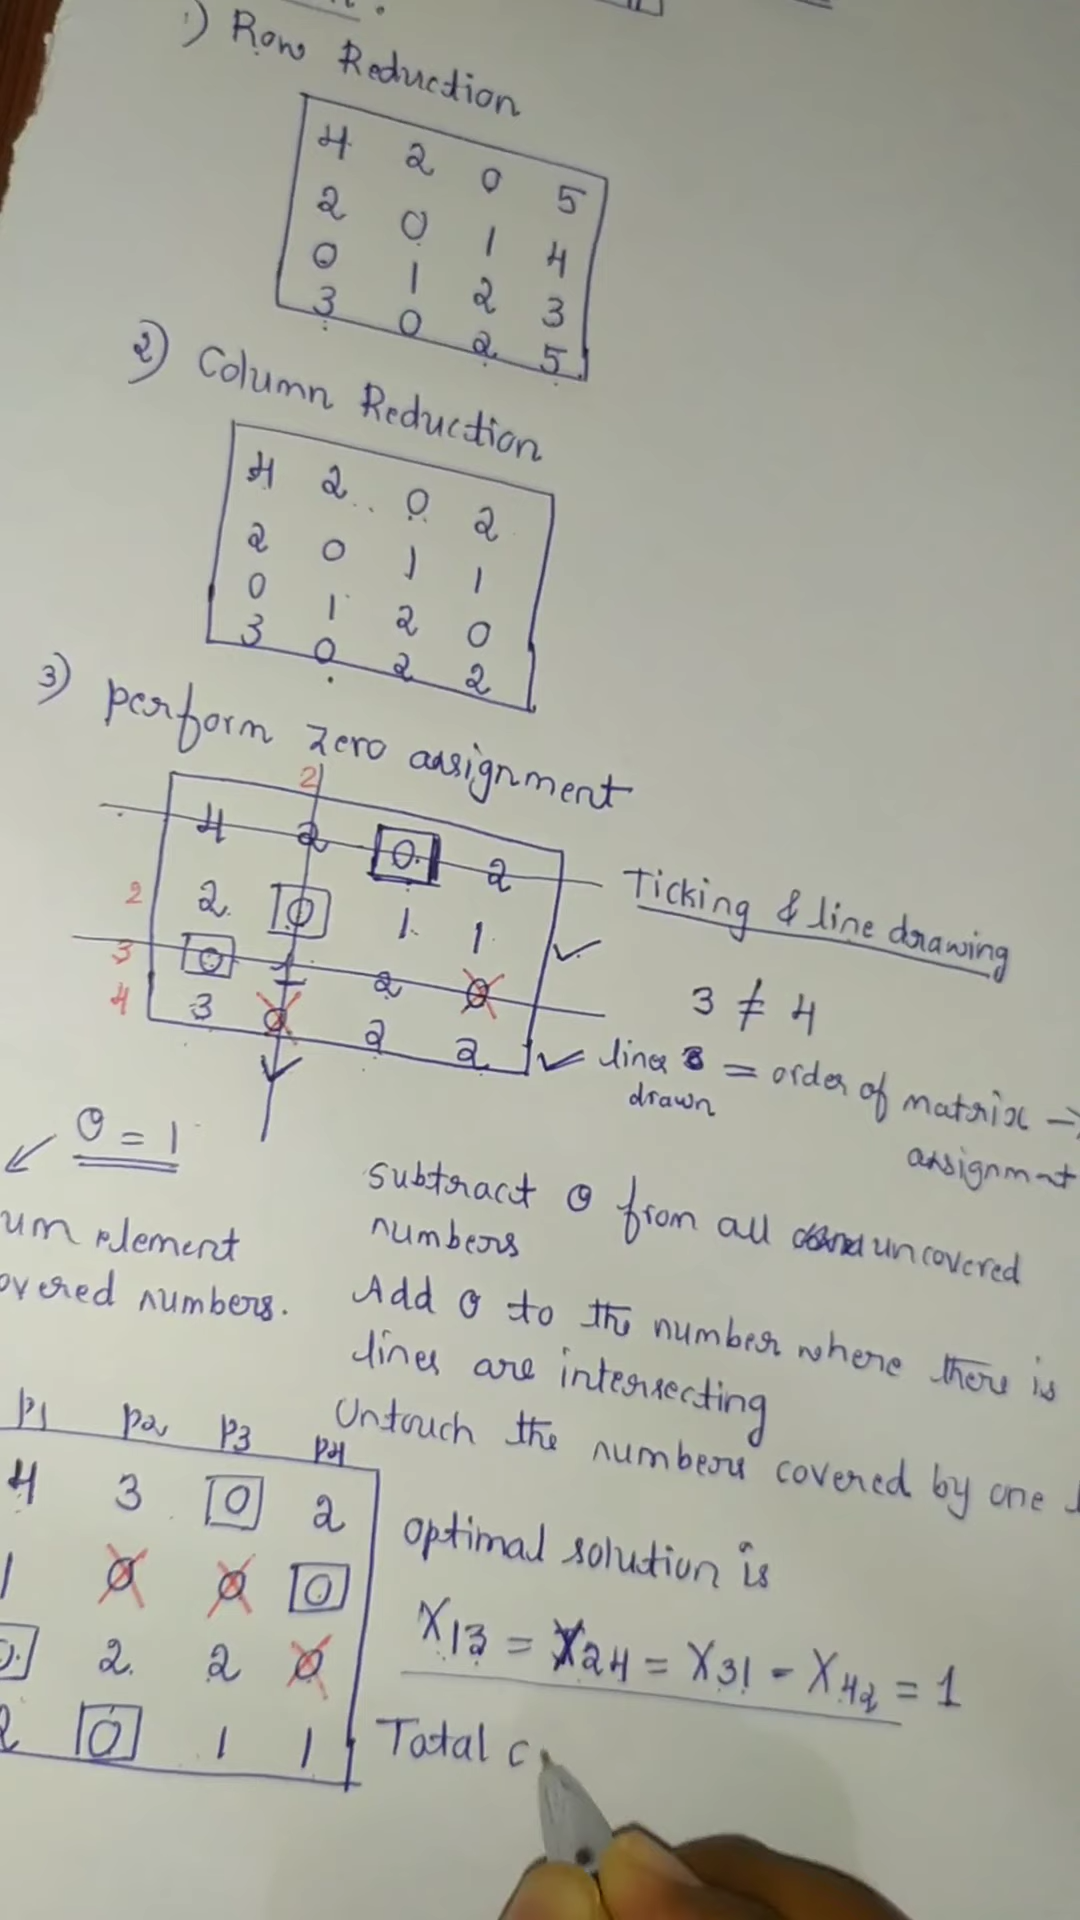 1) Row Reduction
4 2 0 5
2 0 1 4
0 1 2 3
3 0 2 5
2) Column Reduction
4 2 0 2
2 0 1 1
0 1 2 0
3 0 2 2
3) perform zero assignment
2
4 2 0 2
2 2 0 1 1
3 0 1 2 0
4 3 0 2 2
Ticking & line drawing
3 ≠ 4
lines = order of matrix →
drawn
assignmnt
θ = 1
um element
overed numbers.
subtract θ from all uncovered
numbers
Add θ to the number where there is
lines are intersecting
Untouch the numbers covered by one
P1 P2 P3 P4
4 3 0 2
1 0 0 0
0 2 2 0
2 0 1 1
optimal solution is
X13 = X24 = X31 = X42 = 1
Total c